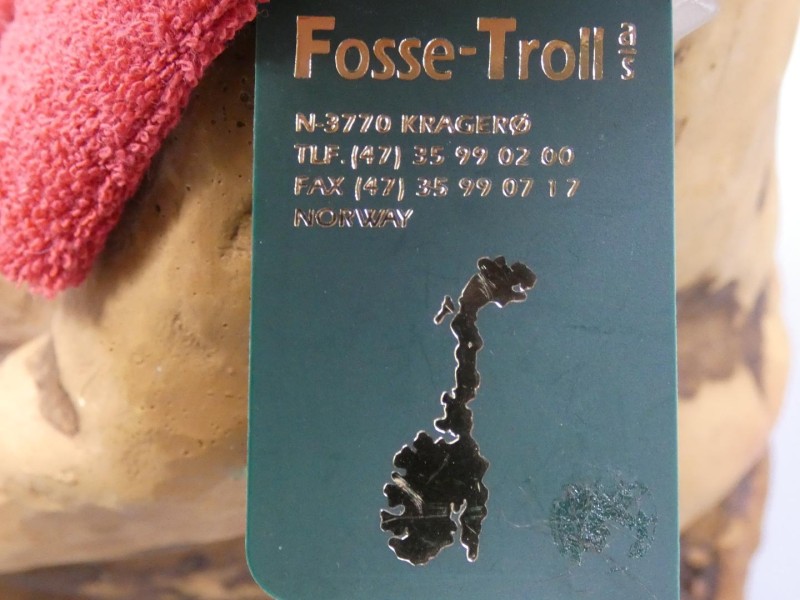 Fosse-Troll a/s
N-3770 KRAGERØ
TLF. (47) 35 99 02 00
FAX (47) 35 99 07 17
NORWAY